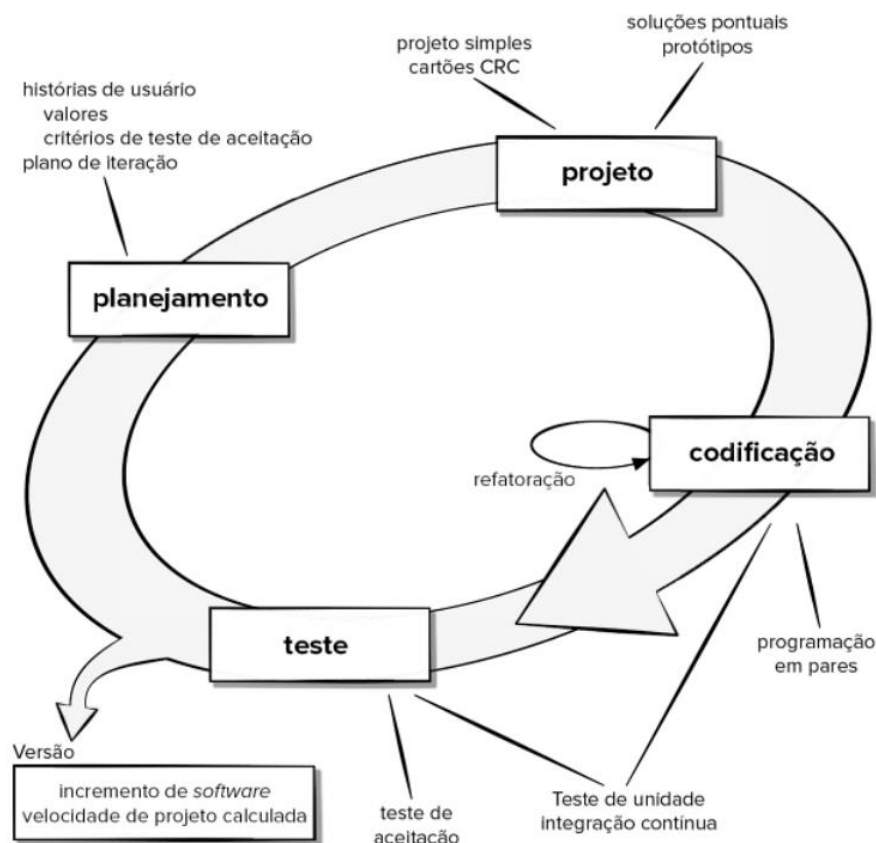 projeto simples
cartões CRC
soluções pontuais
protótipos
histórias de usuário
valores
critérios de teste de aceitação
plano de iteração
projeto
planejamento
codificação
refatoração
teste
programação
em pares
Versão
incremento de software
velocidade de projeto calculada
teste de
aceitação
Teste de unidade
integração contínua